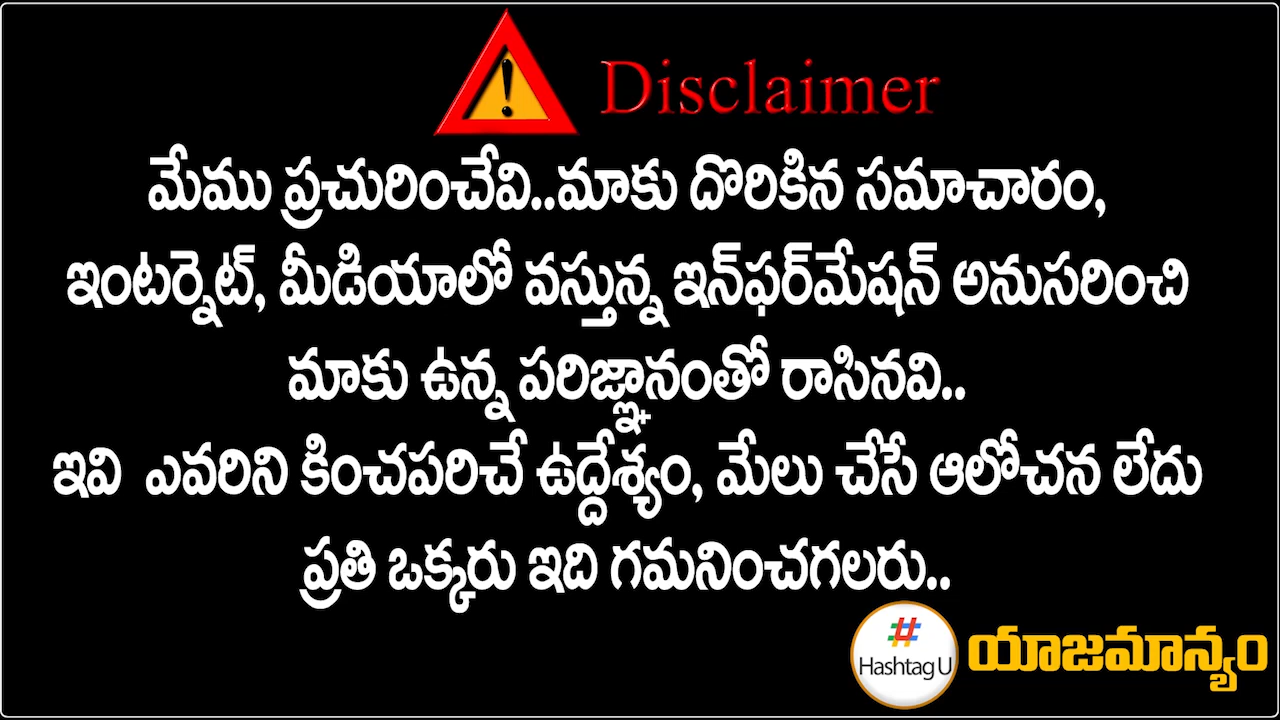 Disclaimer
మేము ప్రచురించేవి..మాకు దొరికిన సమాచారం,
ఇంటర్నెట్, మీడియాలో వస్తున్న ఇన్‌ఫర్‌మేషన్ అనుసరించి
మాకు ఉన్న పరిజ్ఞానంతో రాసినవి..
ఇవి ఎవరిని కించపరిచే ఉద్దేశ్యం, మేలు చేసే ఆలోచన లేదు
ప్రతి ఒక్కరు ఇది గమనించగలరు..
# Hashtag U
యాజమాన్యం